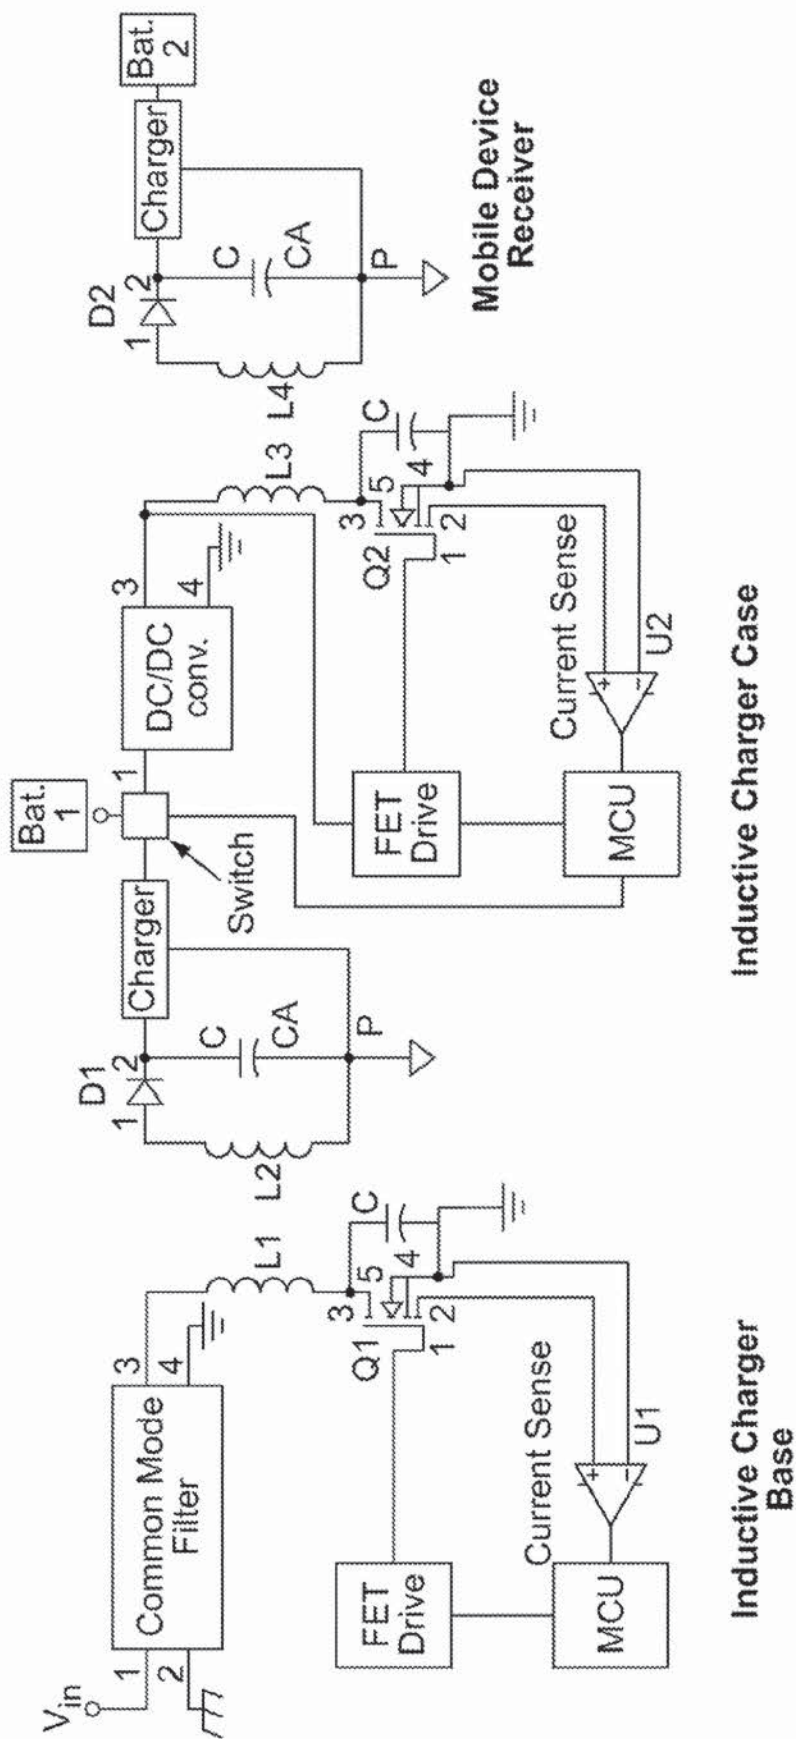 Vin
1
2
Common Mode
Filter
3
4
L1
3
5
C
4
Q1
1
2
FET
Drive
Current Sense
+
−
U1
MCU
Inductive Charger
Base
L2
D1
1
2
C
CA
P
Charger
Switch
Bat.
1
1
DC/DC
conv.
3
4
L3
3
5
C
4
Q2
1
2
FET
Drive
Current Sense
+
−
U2
MCU
Inductive Charger Case
L4
D2
1
2
C
CA
P
Charger
Bat.
2
Mobile Device
Receiver